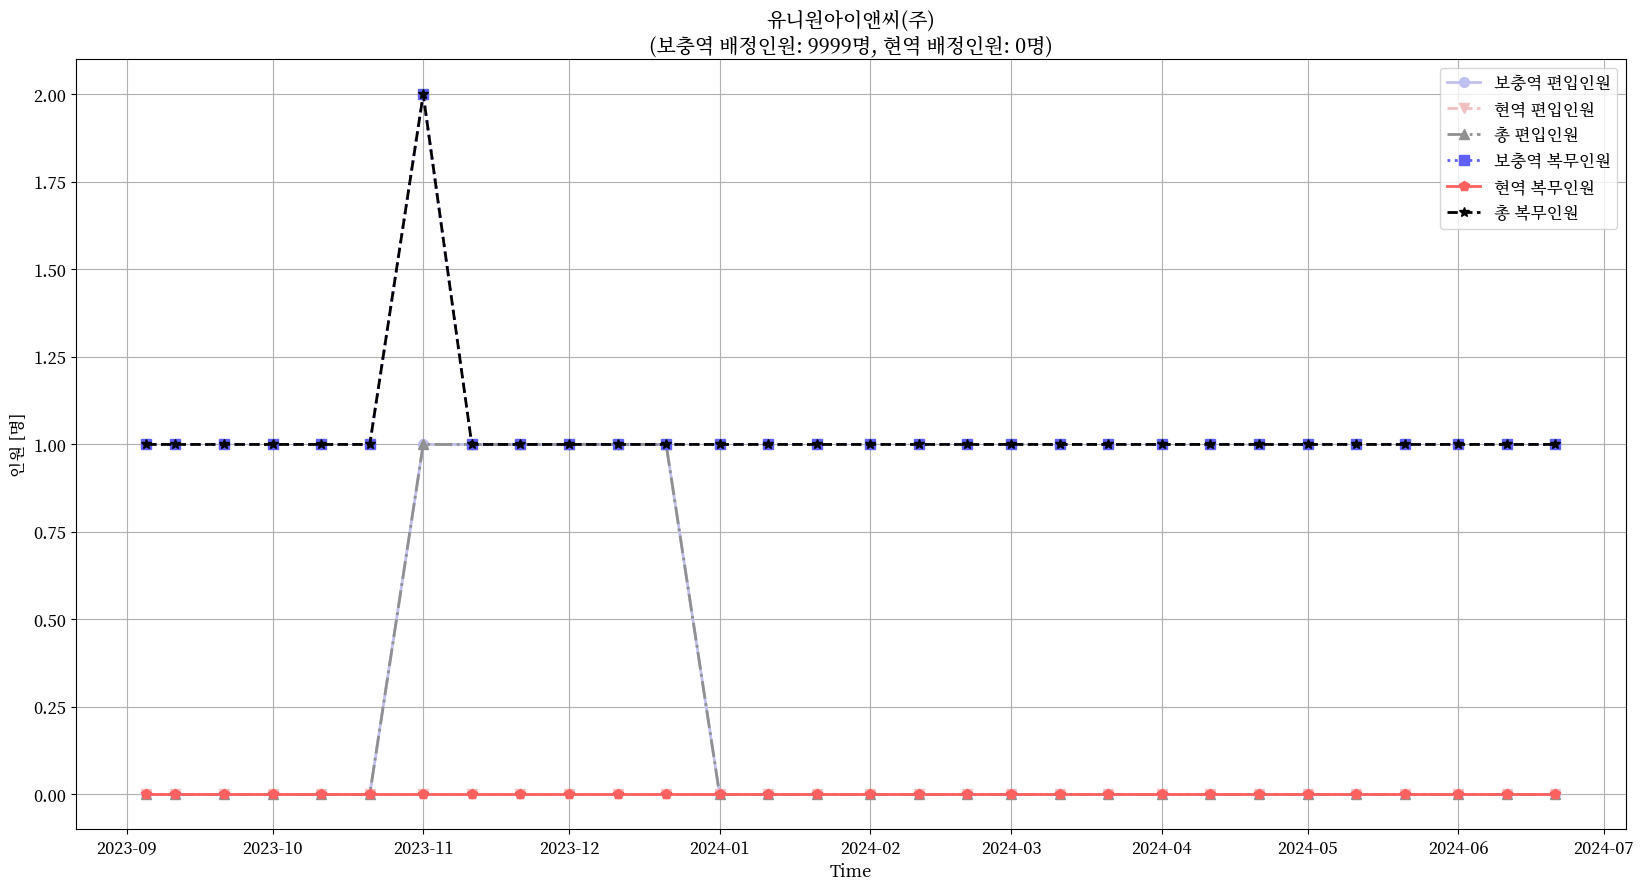 유니원아이앤씨(주)
(보충역 배정인원: 9999명, 현역 배정인원: 0명)
보충역 편입인원
현역 편입인원
총 편입인원
보충역 복무인원
현역 복무인원
총 복무인원
인원 [명]
2.00
1.75
1.50
1.25
1.00
0.75
0.50
0.25
0.00
2023-09 2023-10 2023-11 2023-12 2024-01 2024-02 2024-03 2024-04 2024-05 2024-06 2024-07
Time